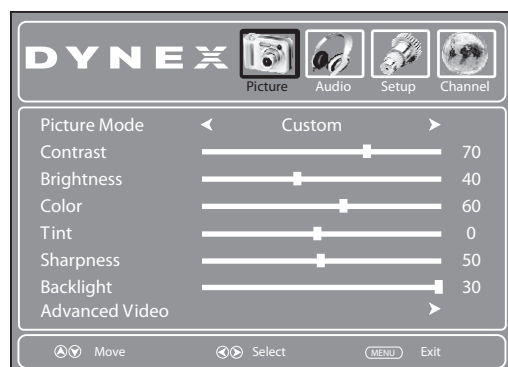 DYNEX
Picture Audio Setup Channel
Picture Mode Custom
Contrast 70
Brightness 40
Color 60
Tint 0
Sharpness 50
Backlight 30
Advanced Video
Move Select MENU Exit